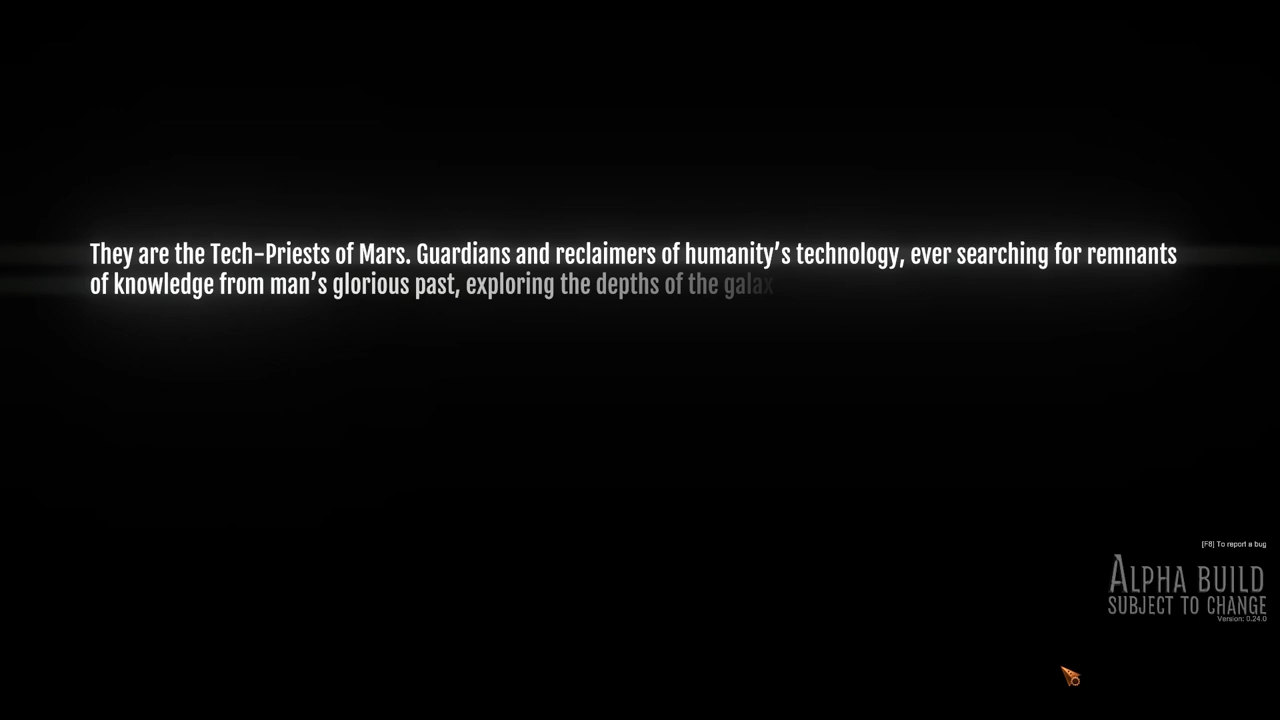 They are the Tech-Priests of Mars. Guardians and reclaimers of humanity’s technology, ever searching for remnants
of knowledge from man’s glorious past, exploring the depths of the galax
[F8] To report a bug
ALPHA BUILD
SUBJECT TO CHANGE
Version: 0.24.0